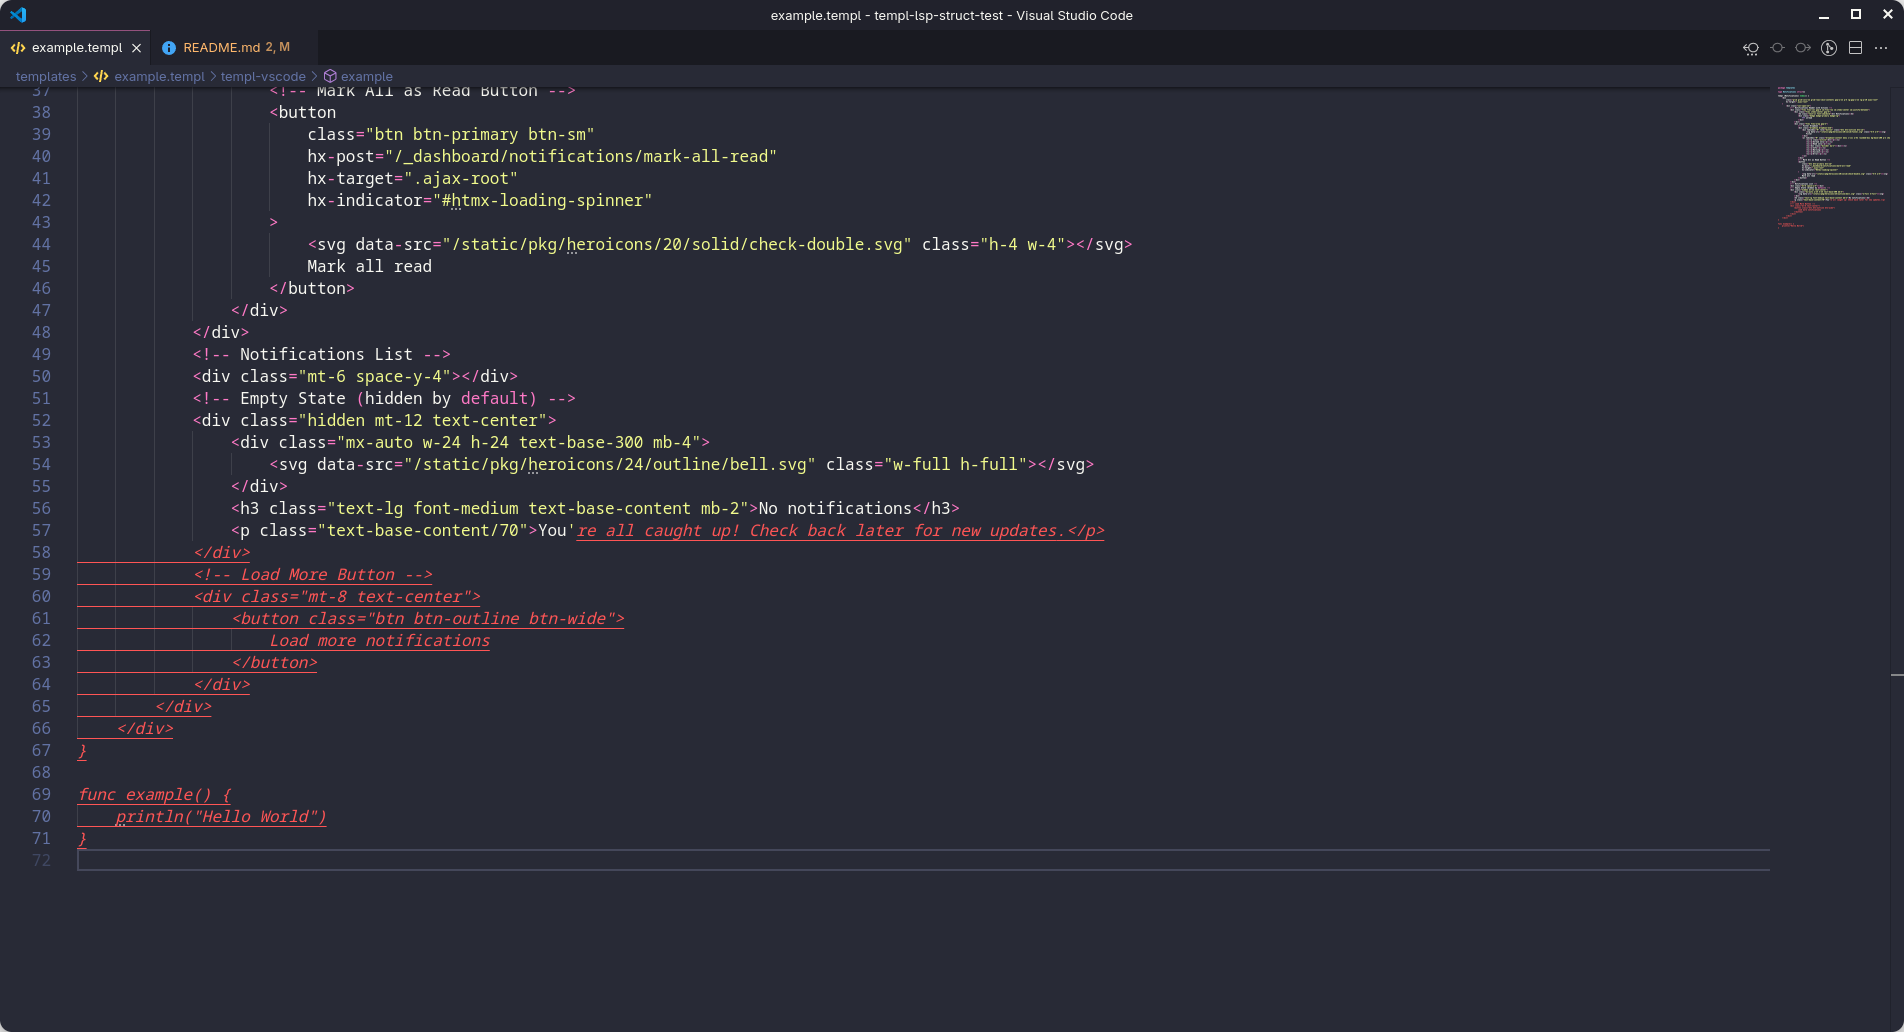 example.templ - templ-lsp-struct-test - Visual Studio Code
example.templ README.md 2, M
templates > example.templ > templ-vscode > example
37 <!-- Mark All as Read Button -->
38 <button
39 class="btn btn-primary btn-sm"
40 hx-post="/_dashboard/notifications/mark-all-read"
41 hx-target=".ajax-root"
42 hx-indicator="#htmx-loading-spinner"
43 >
44 <svg data-src="/static/pkg/heroicons/20/solid/check-double.svg" class="h-4 w-4"></svg>
45 Mark all read
46 </button>
47 </div>
48 </div>
49 <!-- Notifications List -->
50 <div class="mt-6 space-y-4"></div>
51 <!-- Empty State (hidden by default) -->
52 <div class="hidden mt-12 text-center">
53 <div class="mx-auto w-24 h-24 text-base-300 mb-4">
54 <svg data-src="/static/pkg/heroicons/24/outline/bell.svg" class="w-full h-full"></svg>
55 </div>
56 <h3 class="text-lg font-medium text-base-content mb-2">No notifications</h3>
57 <p class="text-base-content/70">You're all caught up! Check back later for new updates.</p>
58 </div>
59 <!-- Load More Button -->
60 <div class="mt-8 text-center">
61 <button class="btn btn-outline btn-wide">
62 Load more notifications
63 </button>
64 </div>
65 </div>
66 </div>
67 }
68
69 func example() {
70 println("Hello World")
71 }
72